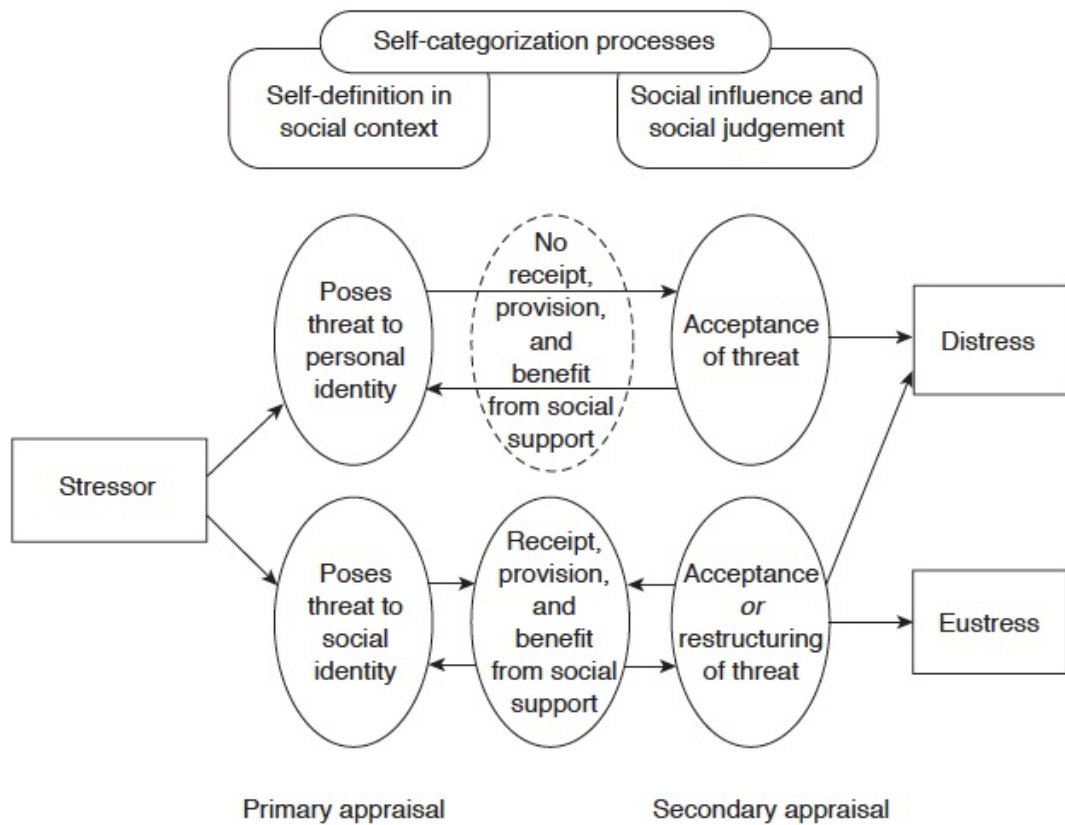 Self-categorization processes
Self-definition in
social context
Social influence and
social judgement
No
receipt,
provision,
and
benefit
from social
support
Poses
threat to
personal
identity
Acceptance
of threat
Distress
Stressor
Poses
threat to
social
identity
Receipt,
provision,
and
benefit
from social
support
Acceptance
or
restructuring
of threat
Eustress
Primary appraisal
Secondary appraisal